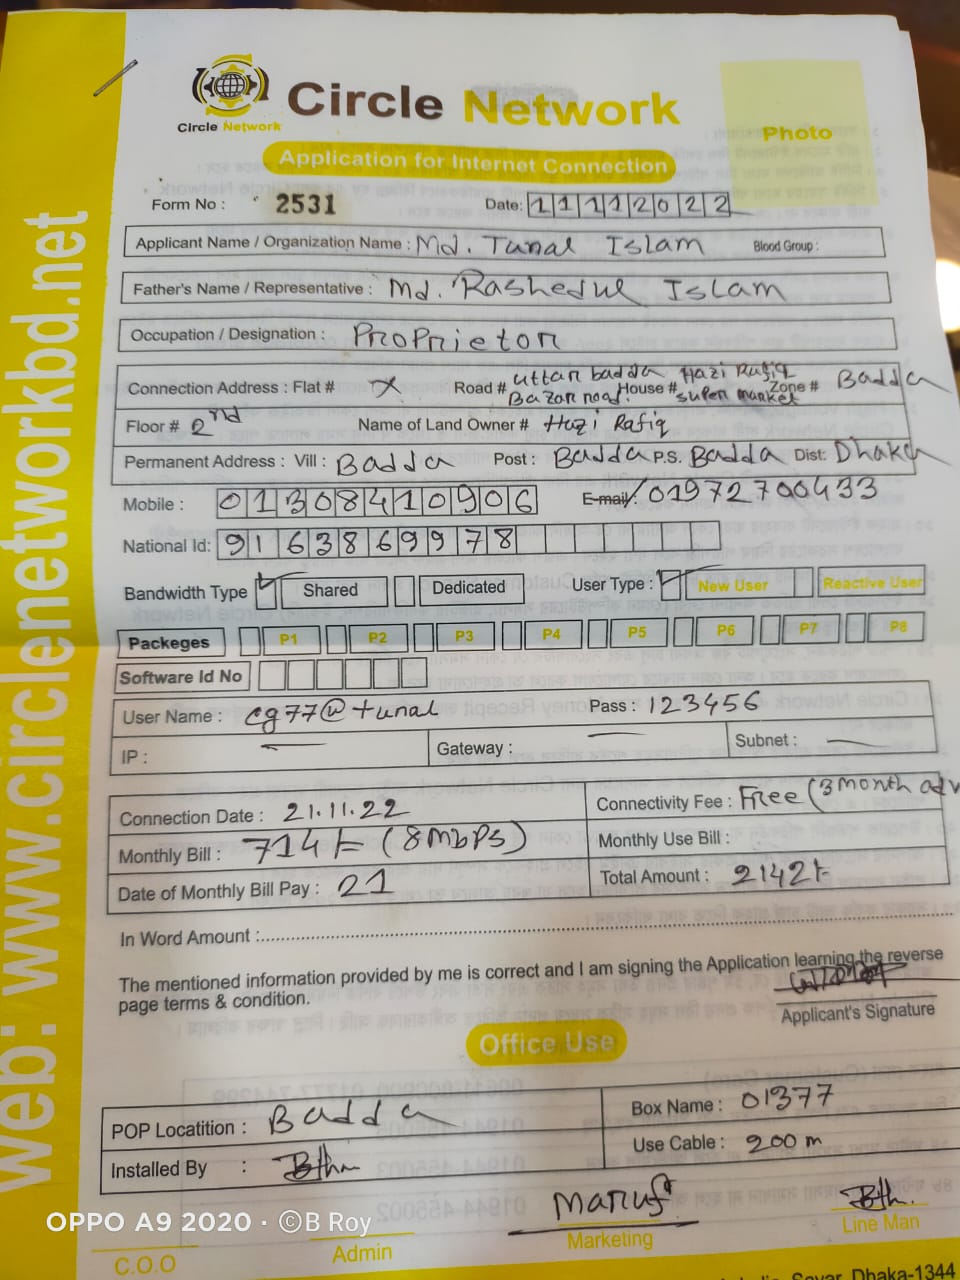 Circle Network
Circle Network
Photo
Application for Internet Connection
Form No : 2531 Date: 11112022
Applicant Name / Organization Name : Md. Tunal Islam Blood Group :
Father's Name / Representative : Md. Rashedul Islam
Occupation / Designation : Proprietor
Connection Address : Flat # X Road # uttar badda Bazar road. House # Hazi Rafiq super market Zone # Badda
Floor # 2nd Name of Land Owner # Hazi Rafiq
Permanent Address : Vill : Badda Post : Badda P.S. Badda Dist: Dhaka
Mobile : 01308410906 E-mail: 01972700433
National Id: 9163869978
Bandwidth Type Shared Dedicated User Type : New User Reactive User
Packeges P1 P2 P3 P4 P5 P6 P7 P8
Software Id No
User Name : cg77@tunal Pass : 123456
IP : — Gateway : — Subnet : —
Connection Date : 21.11.22 Connectivity Fee : Free (3 month adv
Monthly Bill : 714/= (8Mbps) Monthly Use Bill :
Date of Monthly Bill Pay : 21 Total Amount : 2142/-
In Word Amount :
The mentioned information provided by me is correct and I am signing the Application learning the reverse
page terms & condition.
Applicant's Signature
Office Use
POP Locatition : Badda Box Name : 01377
Installed By : Use Cable : 200 m
Maruf
C.O.O Admin Marketing Line Man
Savar, Dhaka-1344
web: www.circlenetworkbd.net
OPPO A9 2020 · ©B Roy